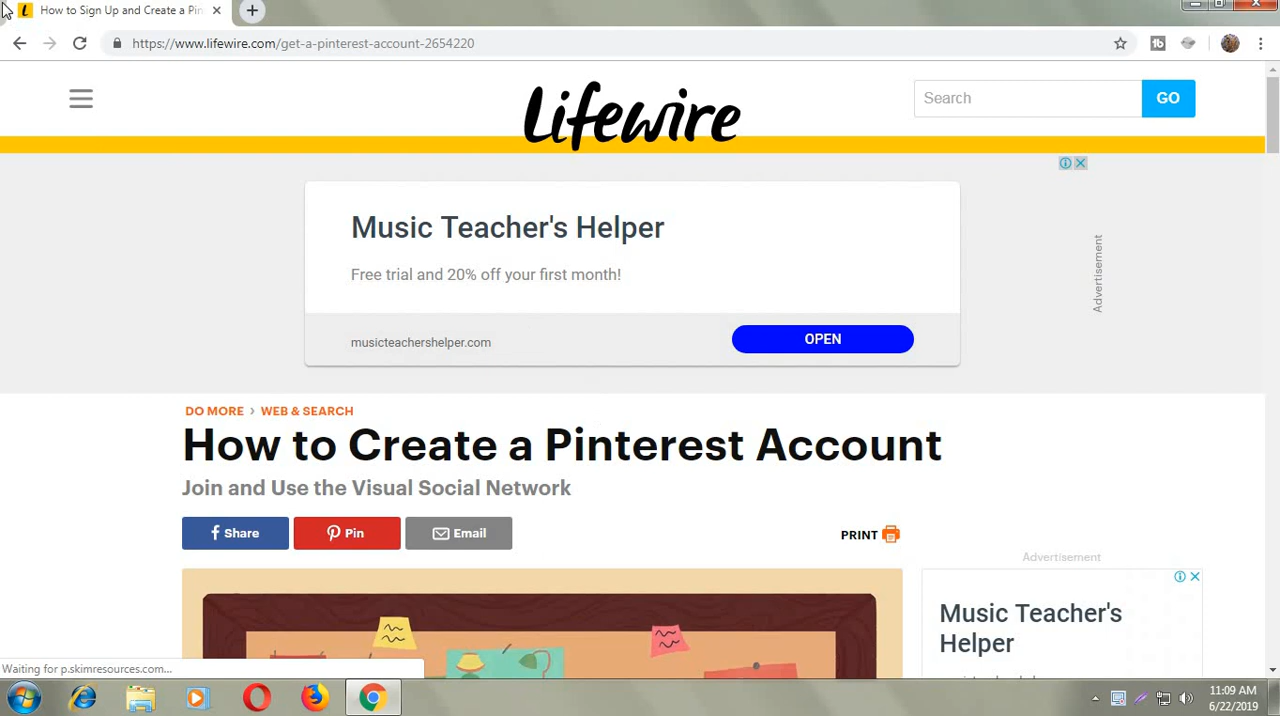 How to Sign Up and Create a Pin
https://www.lifewire.com/get-a-pinterest-account-2654220
Lifewire
Search
GO
Music Teacher's Helper
Free trial and 20% off your first month!
musicteachershelper.com
OPEN
Advertisement
DO MORE › WEB & SEARCH
How to Create a Pinterest Account
Join and Use the Visual Social Network
Share
Pin
Email
PRINT
Advertisement
Music Teacher's
Helper
Waiting for p.skimresources.com...
11:09 AM
6/22/2019